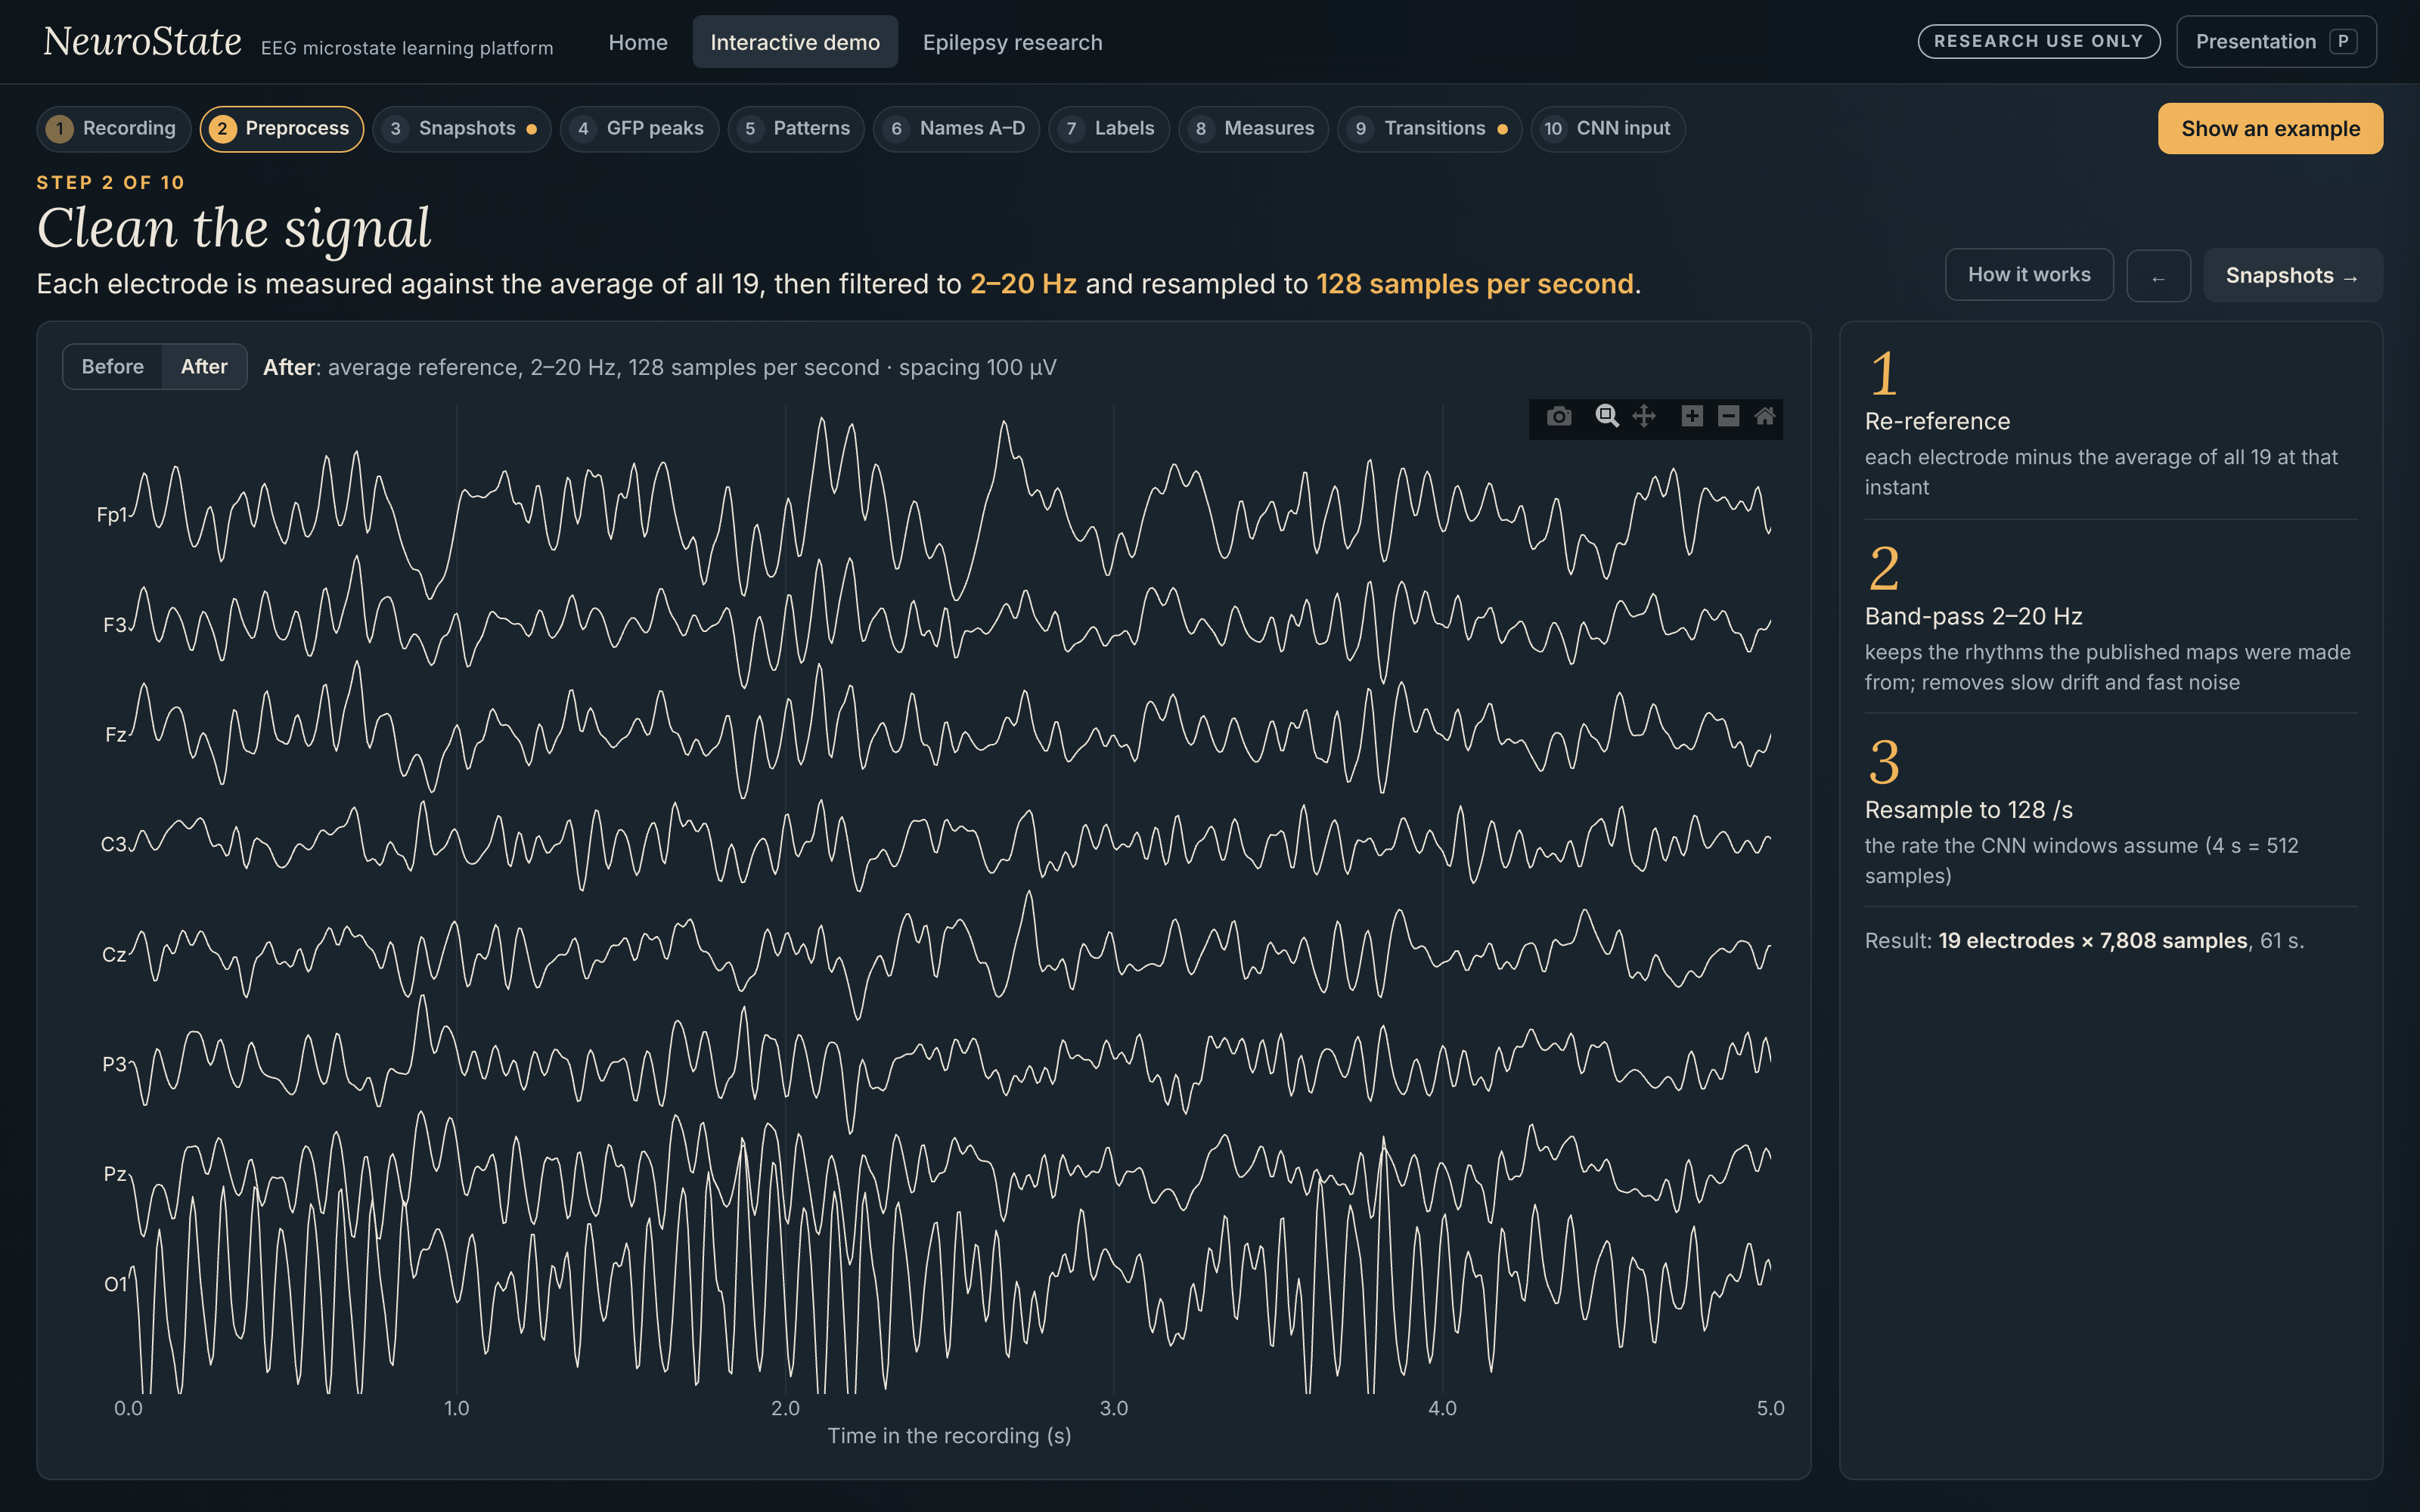 NeuroState EEG microstate learning platform Home Interactive demo Epilepsy research RESEARCH USE ONLY Presentation P
1 Recording 2 Preprocess 3 Snapshots 4 GFP peaks 5 Patterns 6 Names A–D 7 Labels 8 Measures 9 Transitions 10 CNN input Show an example
STEP 2 OF 10
Clean the signal
Each electrode is measured against the average of all 19, then filtered to 2–20 Hz and resampled to 128 samples per second.
How it works ← Snapshots →
Before After After: average reference, 2–20 Hz, 128 samples per second · spacing 100 µV
Fp1
F3
Fz
C3
Cz
P3
Pz
O1
0.0 1.0 2.0 3.0 4.0 5.0
Time in the recording (s)
1
Re-reference
each electrode minus the average of all 19 at that
instant
2
Band-pass 2–20 Hz
keeps the rhythms the published maps were made
from; removes slow drift and fast noise
3
Resample to 128 /s
the rate the CNN windows assume (4 s = 512
samples)
Result: 19 electrodes × 7,808 samples, 61 s.